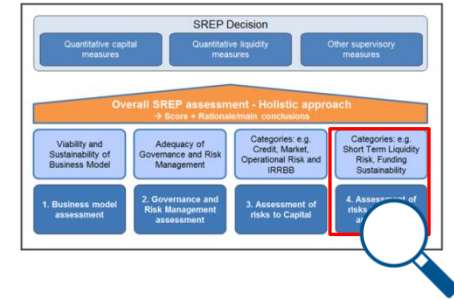 SREP Decision
Quantitative capital
measures
Quantitative liquidity
measures
Other supervisory
measures
Overall SREP assessment - Holistic approach
→ Score + Rationale/main conclusions
Viability and
Sustainability of
Business Model
Adequacy of
Governance and Risk
Management
Categories: e.g.
Credit, Market,
Operational Risk and
IRRBB
Categories: e.g.
Short Term Liquidity
Risk, Funding
Sustainability
1. Business model
assessment
2. Governance and
Risk Management
assessment
3. Assessment of
risks to Capital
4. Assessment of
risks